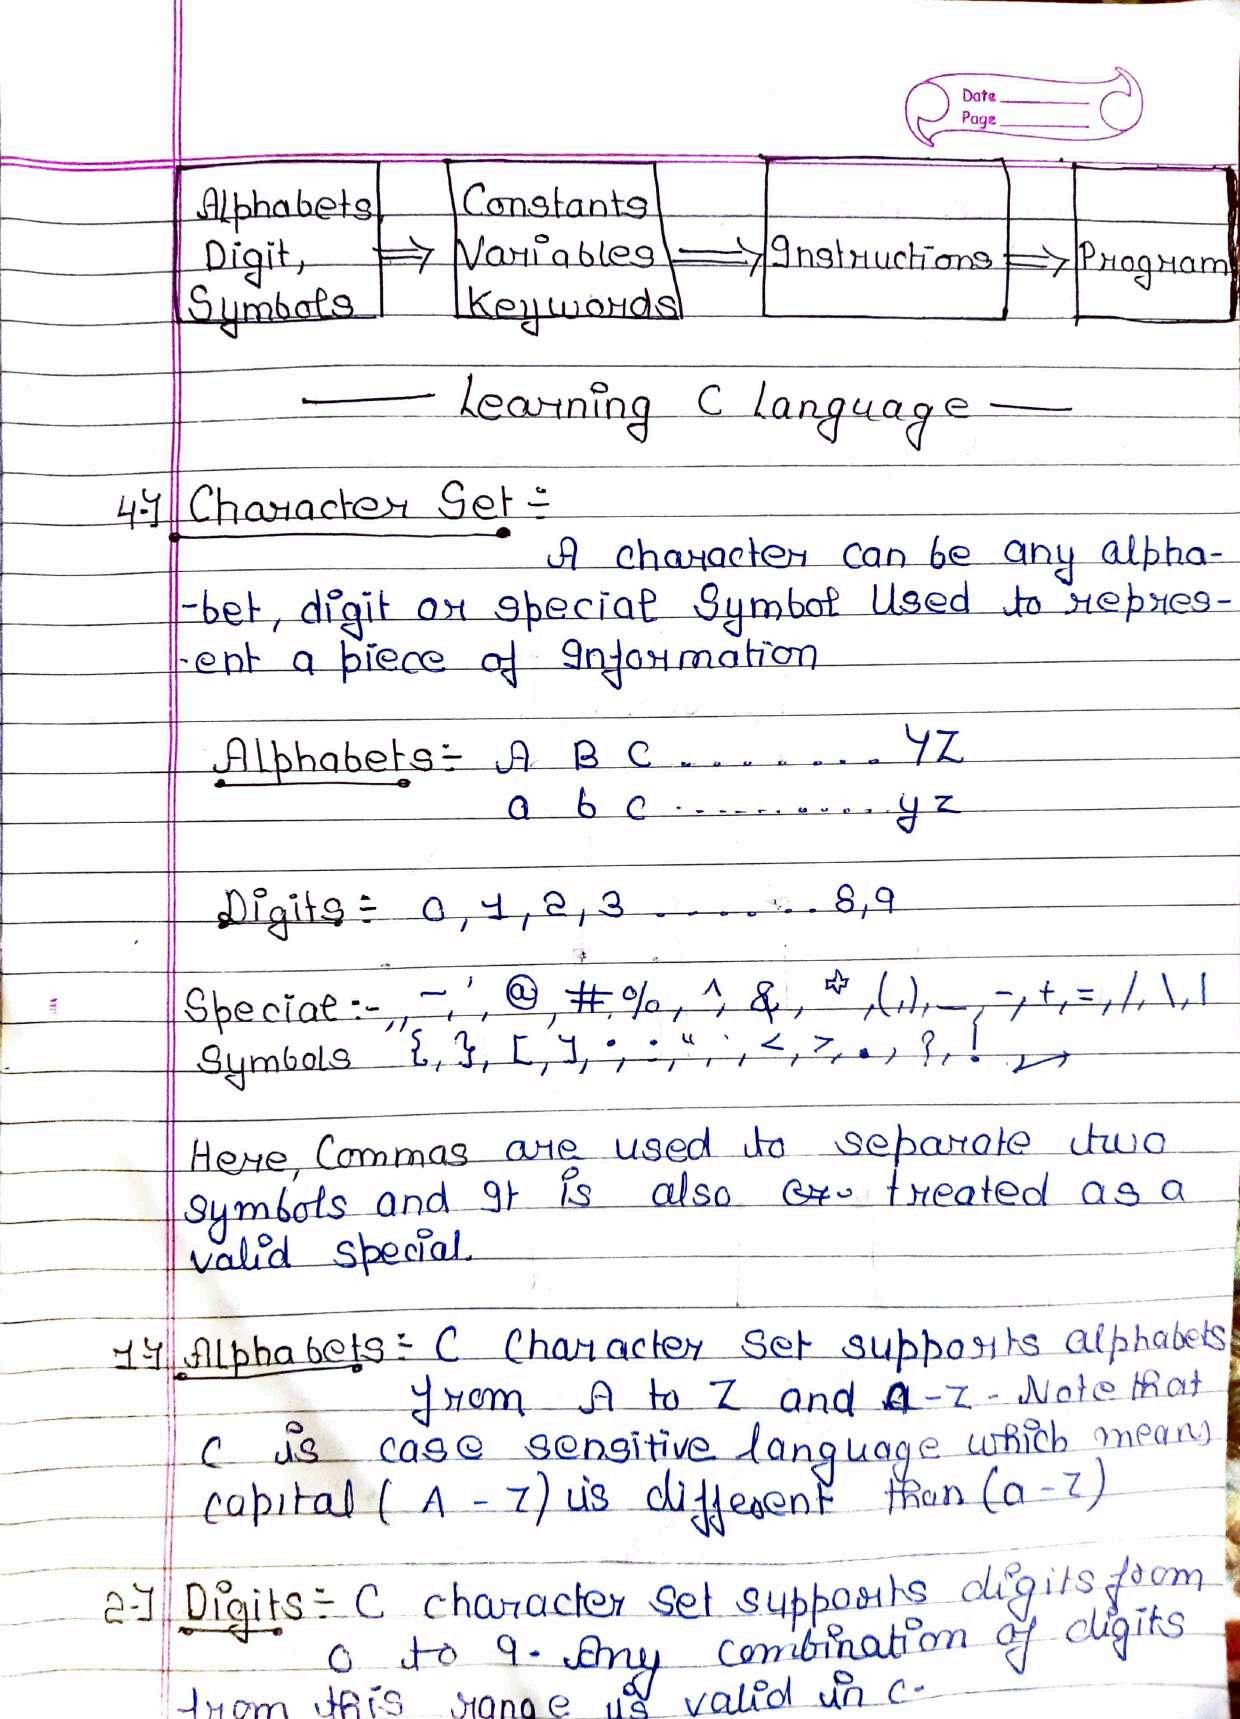 Date
Page
Alphabets, Digit, Symbols ⇒ Constants Variables Keywords ⇒ Instructions ⇒ Program
Learning C Language
4.) Character Set:-
A character can be any alpha-
-bet, digit or special Symbol Used to repres-
-ent a piece of Information
Alphabets:- A B C ........ YZ
a b c .......... yz
Digits:- 0, 1, 2, 3 ....... 8, 9
Special:- , ~, ', @, #, %, ^, &, *, (, ), _, -, +, =, /, \, |
Symbols {, }, [, ], ;, :, ", ', <, >, ., ?, !
Here, Commas are used to separate two
symbols and It is also treated as a
valid special.
1.) Alphabets:- C Character Set supports alphabets
from A to Z and a-z. Note that
C is case sensitive language which means
capital (A - Z) is different than (a - z)
2.) Digits:- C character set supports digits from
0 to 9. Any combination of digits
from this range is valid in C.